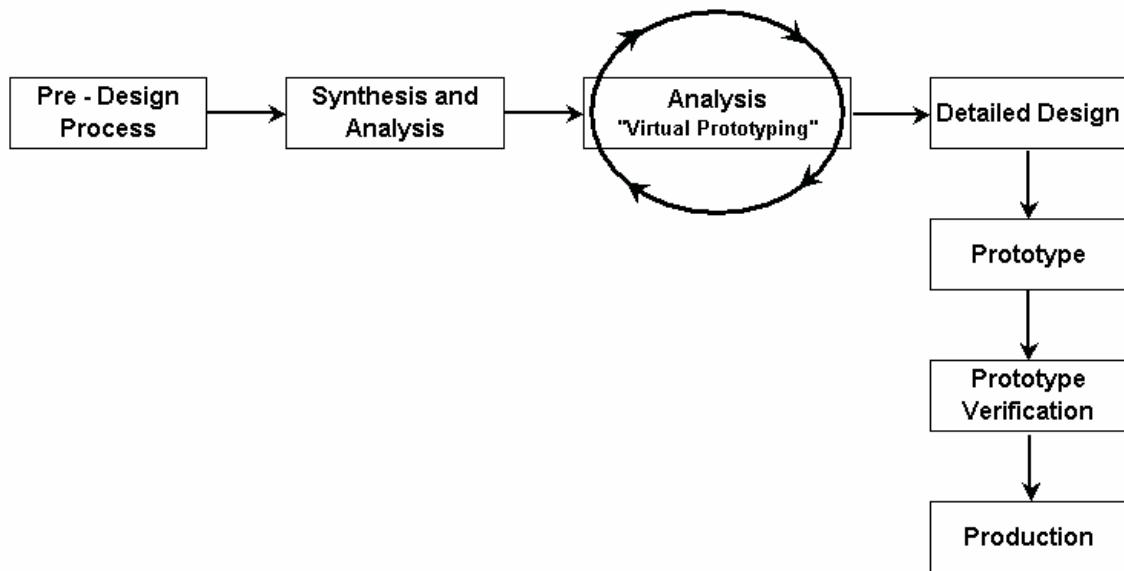 Pre - Design
Process
Synthesis and
Analysis
Analysis
"Virtual Prototyping"
Detailed Design
Prototype
Prototype
Verification
Production